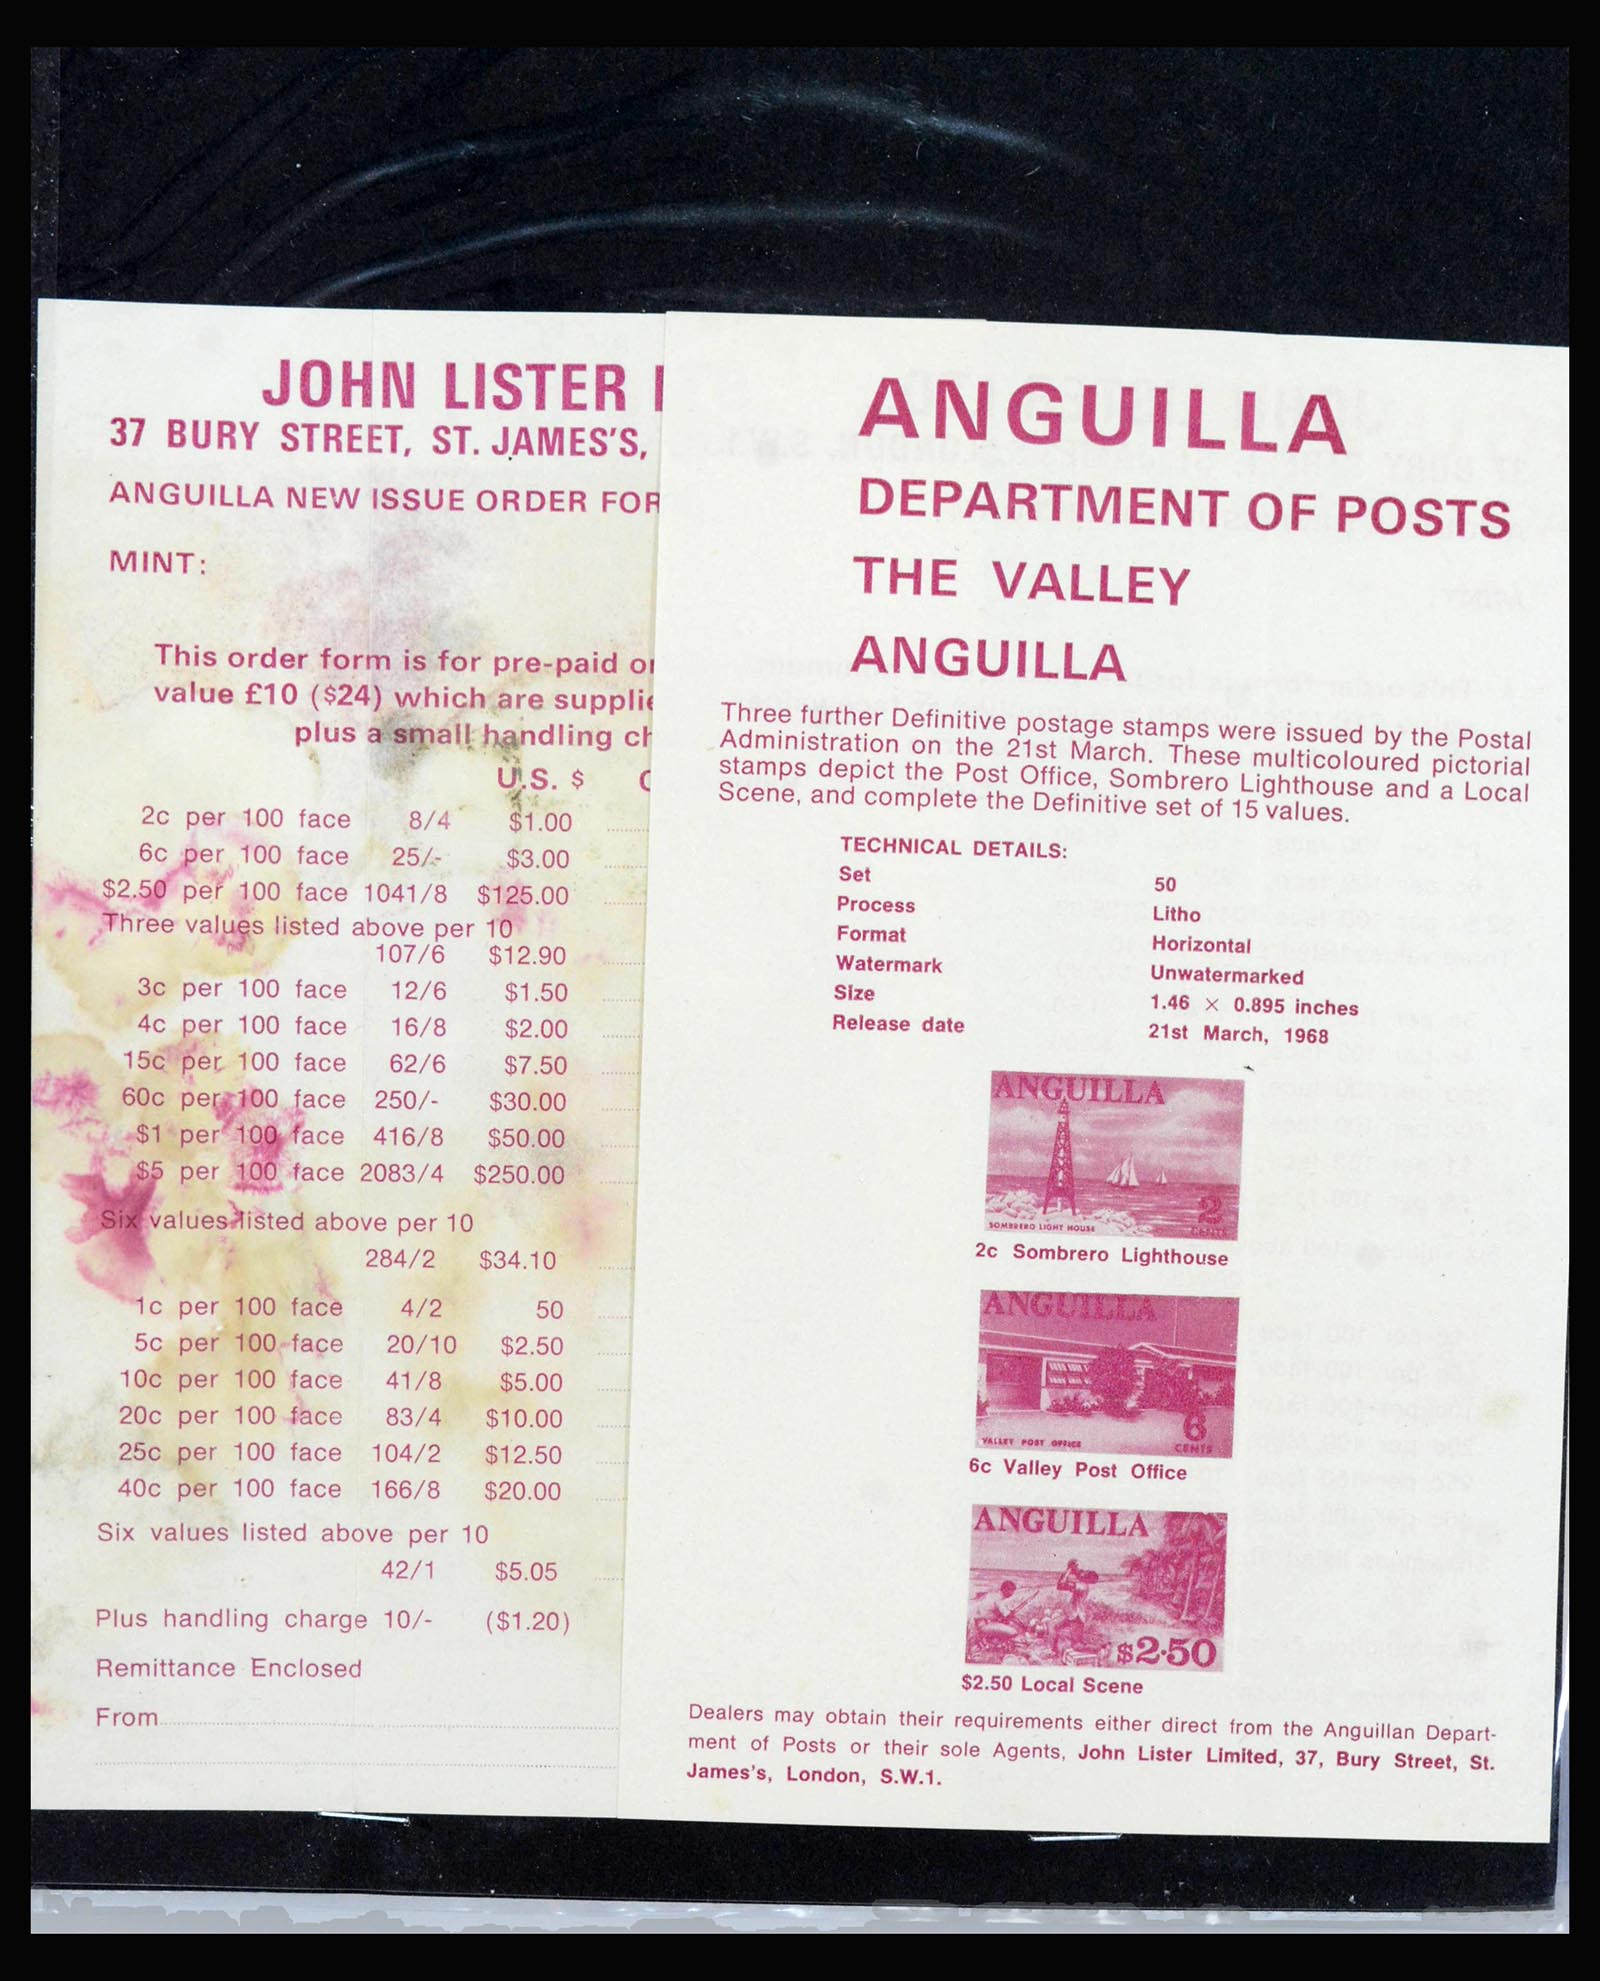 JOHN LISTER
37 BURY STREET, ST. JAMES'S,
ANGUILLA NEW ISSUE ORDER FOR
MINT:
This order form is for pre-paid
value £10 ($24) which are
plus a small handling
U.S. $
2c per 100 face 8/4 $1.00
6c per 100 face 25/- $3.00
$2.50 per 100 face 1041/8 $125.00
Three values listed above per 10
107/6 $12.90
3c per 100 face 12/6 $1.50
4c per 100 face 16/8 $2.00
15c per 100 face 62/6 $7.50
60c per 100 face 250/- $30.00
$1 per 100 face 416/8 $50.00
$5 per 100 face 2083/4 $250.00
Six values listed above per 10
284/2 $34.10
1c per 100 face 4/2 50
5c per 100 face 20/10 $2.50
10c per 100 face 41/8 $5.00
20c per 100 face 83/4 $10.00
25c per 100 face 104/2 $12.50
40c per 100 face 166/8 $20.00
Six values listed above per 10
42/1 $5.05
Plus handling charge 10/- ($1.20)
Remittance Enclosed
From
ANGUILLA
DEPARTMENT OF POSTS
THE VALLEY
ANGUILLA
Three further Definitive postage stamps were issued by the Postal
Administration on the 21st March. These multicoloured pictorial
stamps depict the Post Office, Sombrero Lighthouse and a Local
Scene, and complete the Definitive set of 15 values.
TECHNICAL DETAILS:
Set 50
Process Litho
Format Horizontal
Watermark Unwatermarked
Size 1.46 × 0.895 inches
Release date 21st March, 1968
ANGUILLA
2
CENTS
SOMBRERO LIGHT HOUSE
2c Sombrero Lighthouse
ANGUILLA
6
CENTS
VALLEY POST OFFICE
6c Valley Post Office
ANGUILLA
$2·50
$2.50 Local Scene
Dealers may obtain their requirements either direct from the Anguillan Depart-
ment of Posts or their sole Agents, John Lister Limited, 37, Bury Street, St.
James's, London, S.W.1.